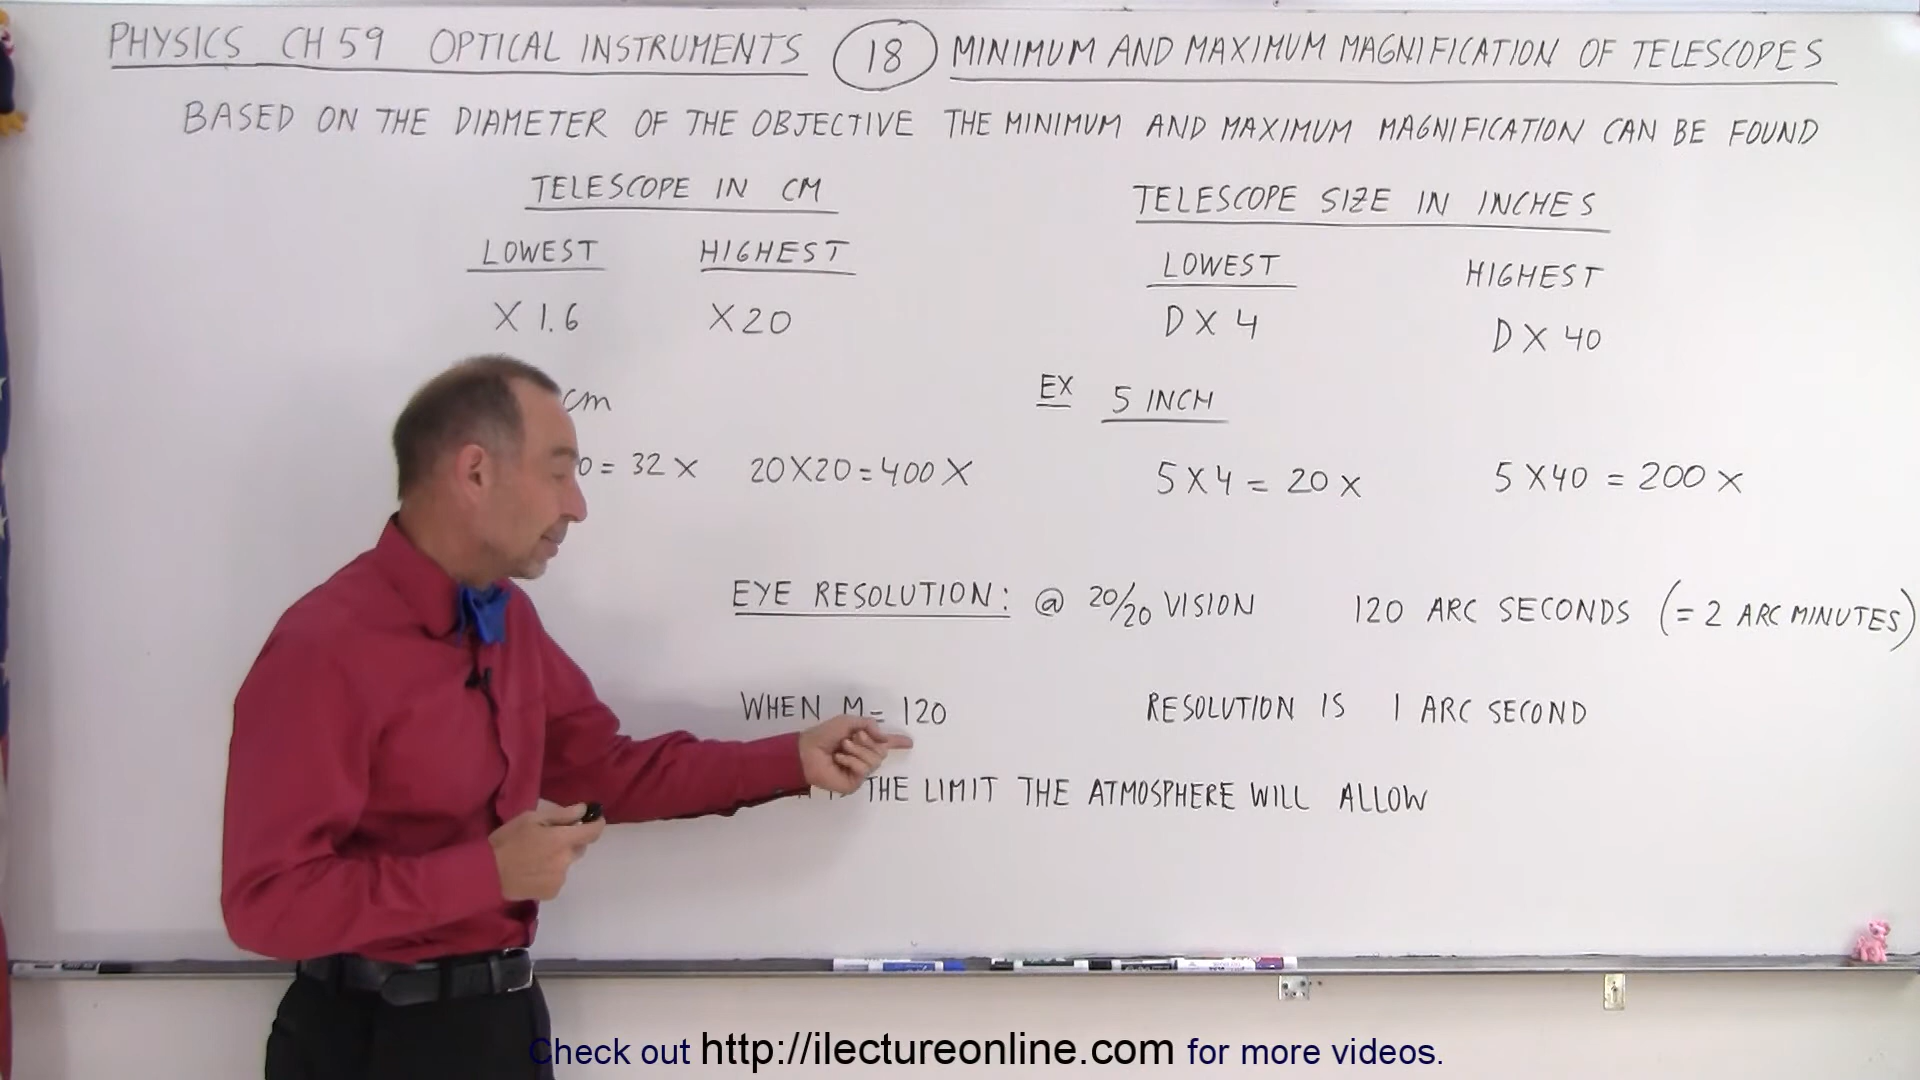 PHYSICS CH 59 OPTICAL INSTRUMENTS 18 MINIMUM AND MAXIMUM MAGNIFICATION OF TELESCOPES
BASED ON THE DIAMETER OF THE OBJECTIVE THE MINIMUM AND MAXIMUM MAGNIFICATION CAN BE FOUND
TELESCOPE IN CM
LOWEST HIGHEST
X 1.6 X 20
cm
0 = 32 X 20 X 20 = 400 X
TELESCOPE SIZE IN INCHES
LOWEST HIGHEST
D X 4 D X 40
EX 5 INCH
5 X 4 = 20 X 5 X 40 = 200 X
EYE RESOLUTION: @ 20/20 VISION 120 ARC SECONDS (= 2 ARC MINUTES)
WHEN M = 120 RESOLUTION IS 1 ARC SECOND
THE LIMIT THE ATMOSPHERE WILL ALLOW
Check out http://ilectureonline.com for more videos.